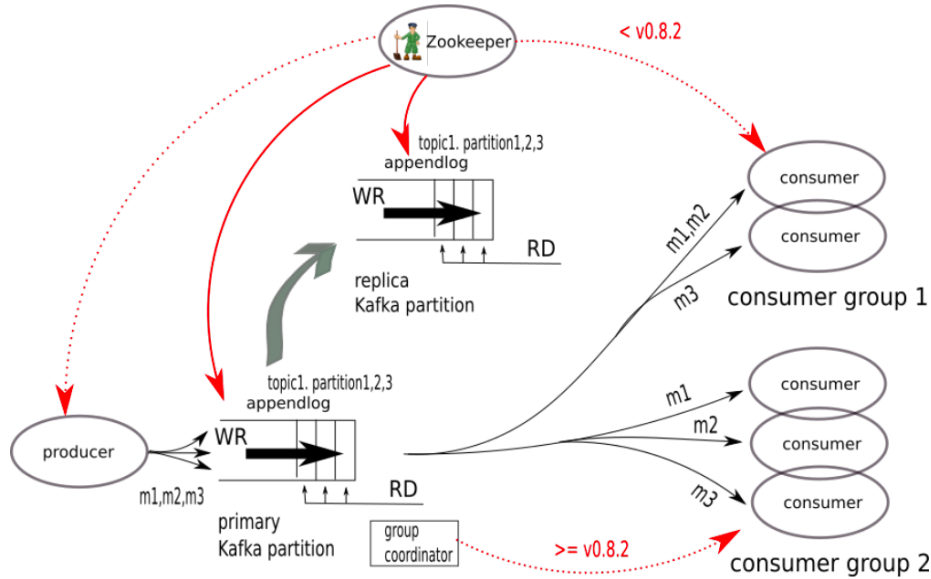 Zookeeper
< v0.8.2
topic1. partition1,2,3
appendlog
WR
RD
replica
Kafka partition
consumer
consumer
m1,m2
m3
consumer group 1
topic1. partition1,2,3
appendlog
WR
RD
primary
Kafka partition
producer
m1,m2,m3
m1
m2
m3
consumer
consumer
consumer
consumer group 2
group
coordinator
>= v0.8.2